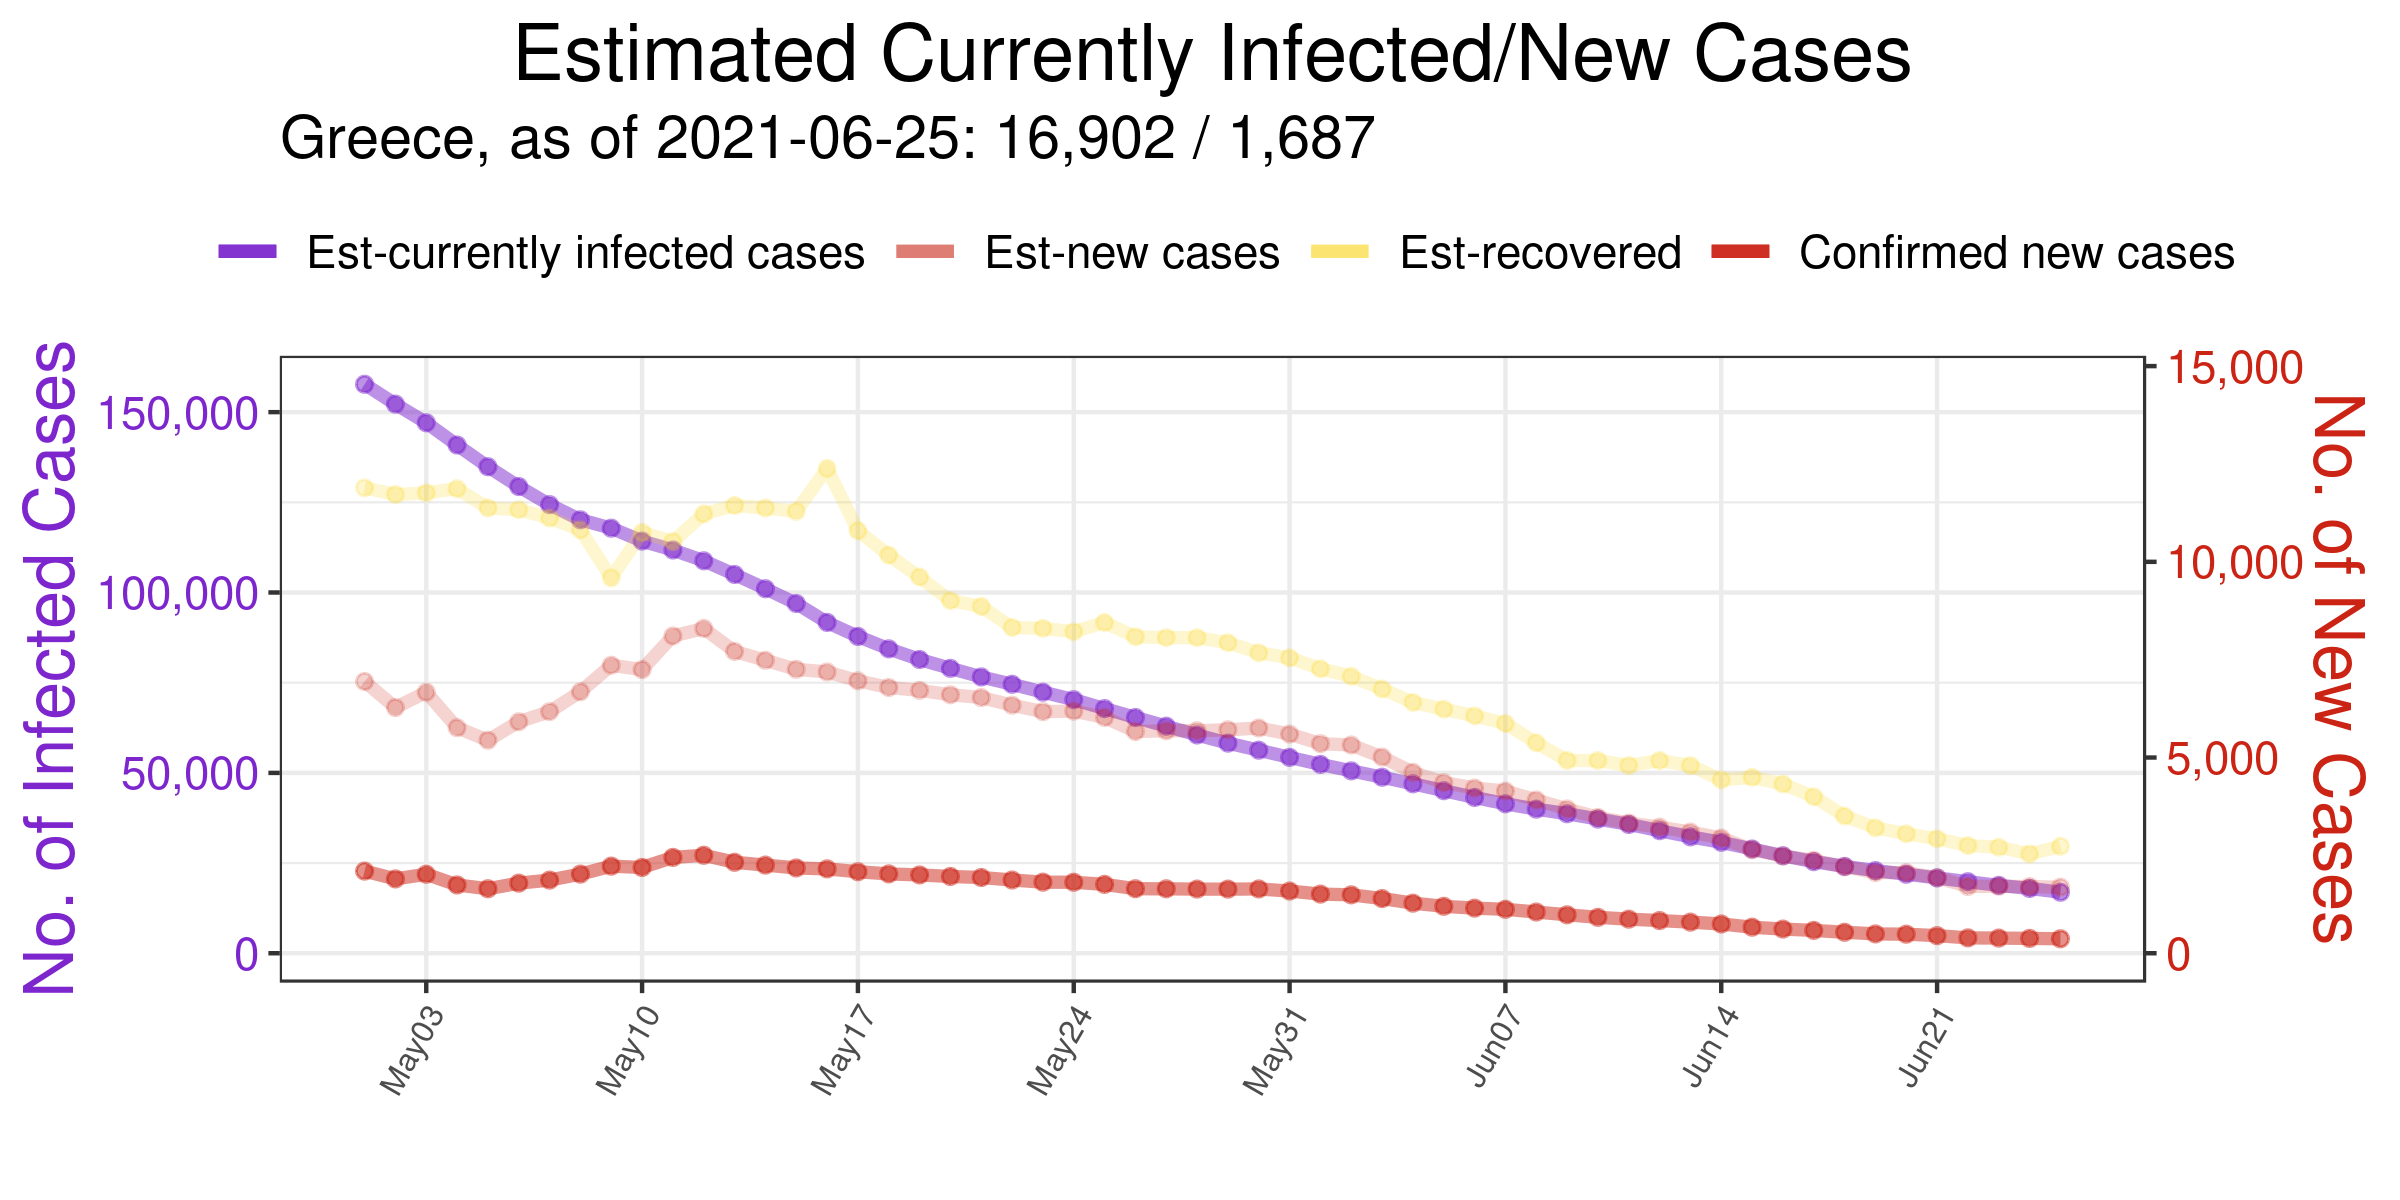 Estimated Currently Infected/New Cases
Greece, as of 2021-06-25: 16,902 / 1,687
Est-currently infected cases Est-new cases Est-recovered Confirmed new cases
No. of Infected Cases
150,000
100,000
50,000
0
15,000
10,000
5,000
0
No. of New Cases
May03 May10 May17 May24 May31 Jun07 Jun14 Jun21